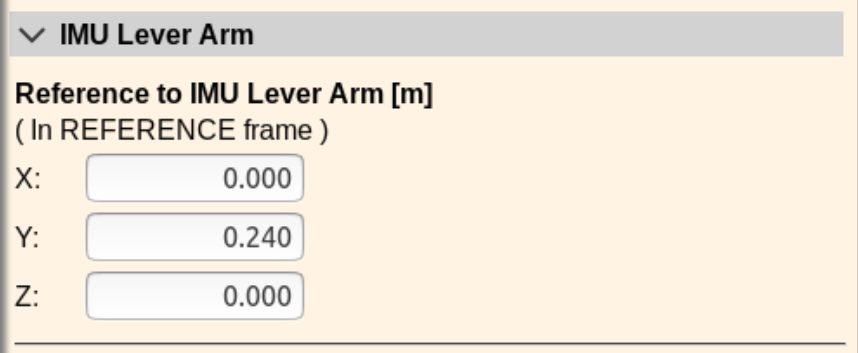 IMU Lever Arm
Reference to IMU Lever Arm [m]
( In REFERENCE frame )
X: 0.000
Y: 0.240
Z: 0.000